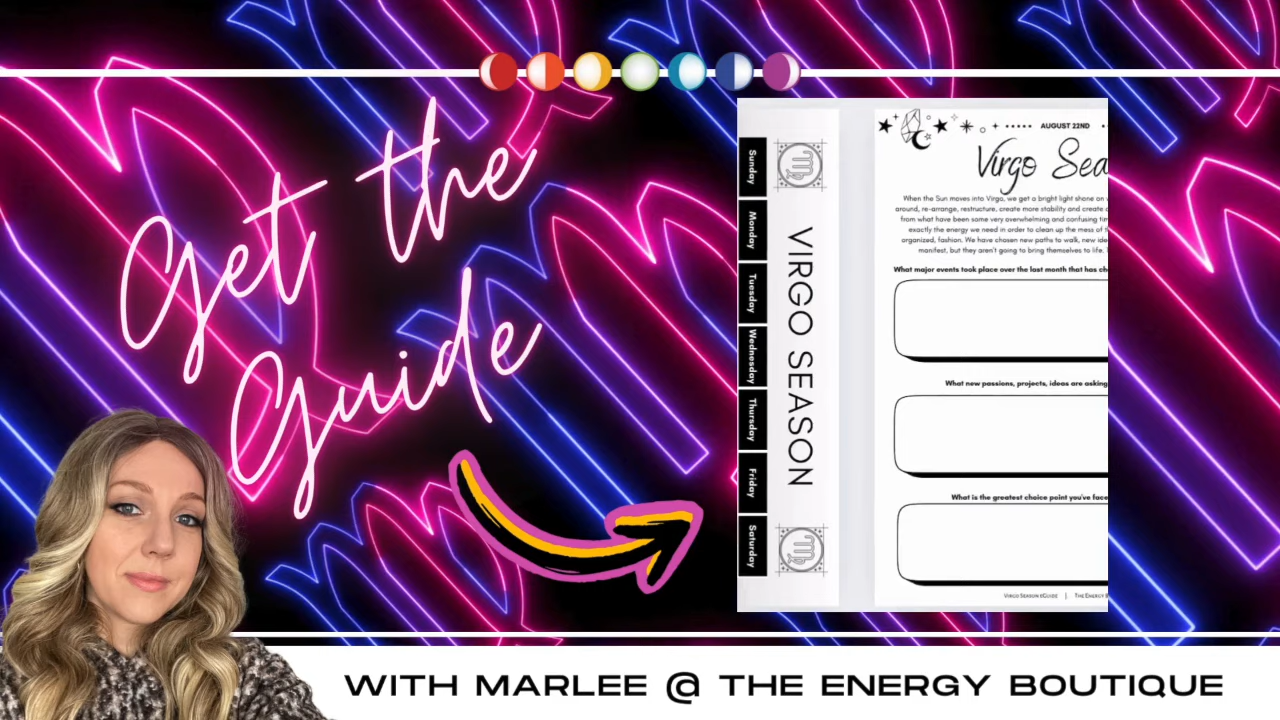 Get the
Guide
Sunday
Monday
Tuesday
Wednesday
Thursday
Friday
Saturday
VIRGO SEASON
AUGUST 22ND
Virgo Sea
When the Sun moves into Virgo, we get a bright light shone on
around, re-arrange, restructure, create more stability and create
from what have been some very overwhelming and confusing
exactly the energy we need in order to clean up the mess of
organized, fashion. We have chosen new paths to walk, new
manifest, but they aren't going to bring themselves to life.
What major events took place over the last month that has
What new passions, projects, ideas are asking
What is the greatest choice point you've face
VIRGO SEASON EGUIDE | THE ENERGY
WITH MARLEE @ THE ENERGY BOUTIQUE